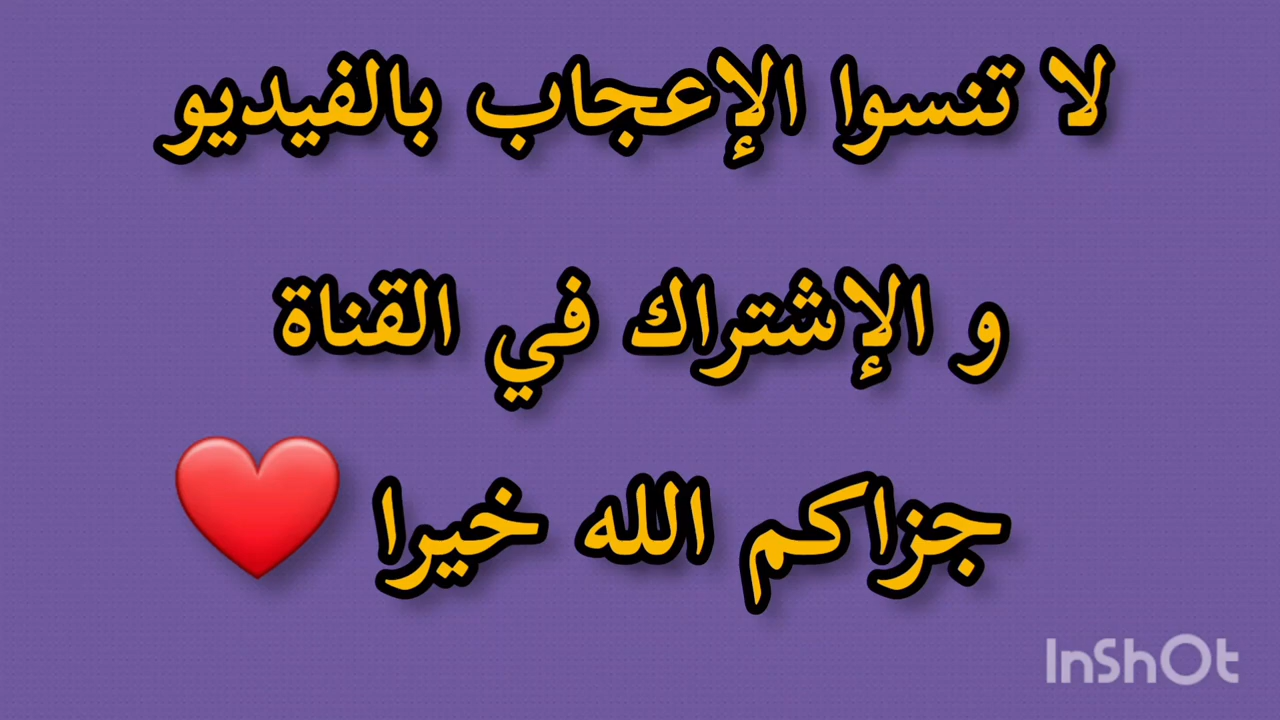 لا تنسوا الإعجاب بالفيديو
و الإشتراك في القناة
جزاكم الله خيرا ❤️
InShOt